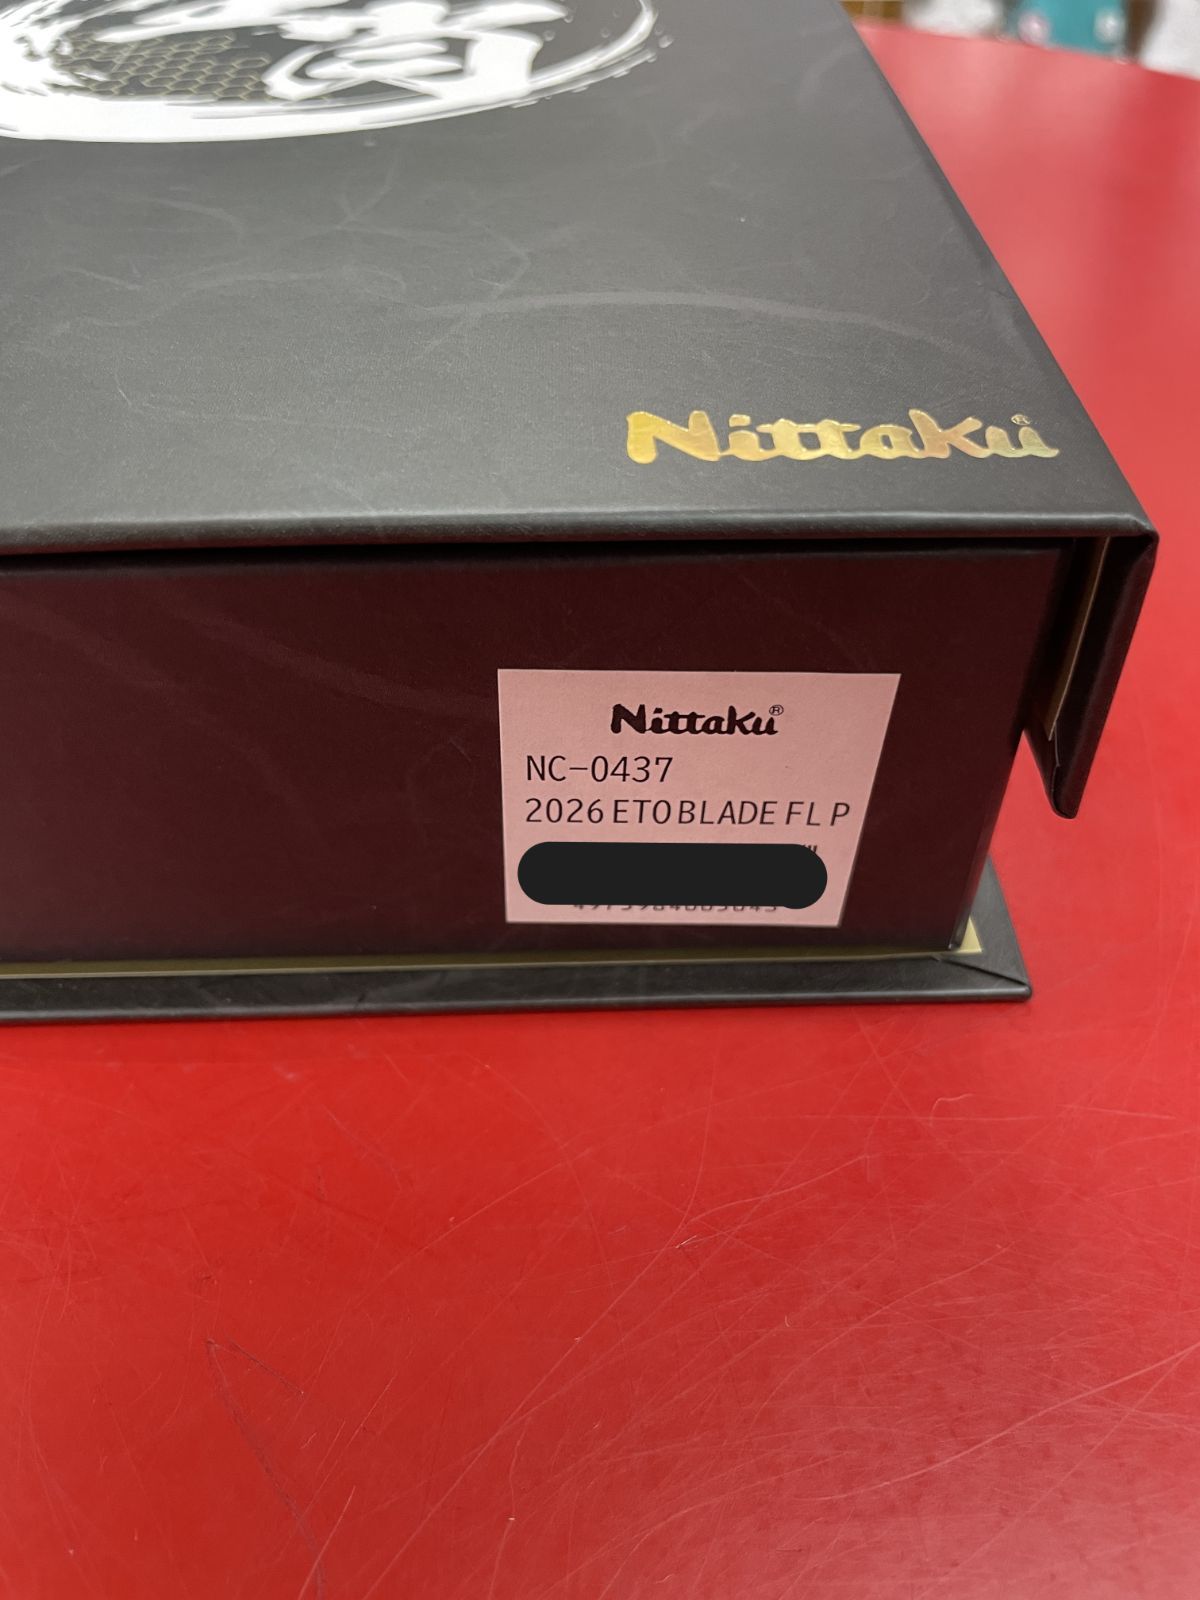 Nittaku®
Nittaku®
NC-0437
2026 ETO BLADE FL P